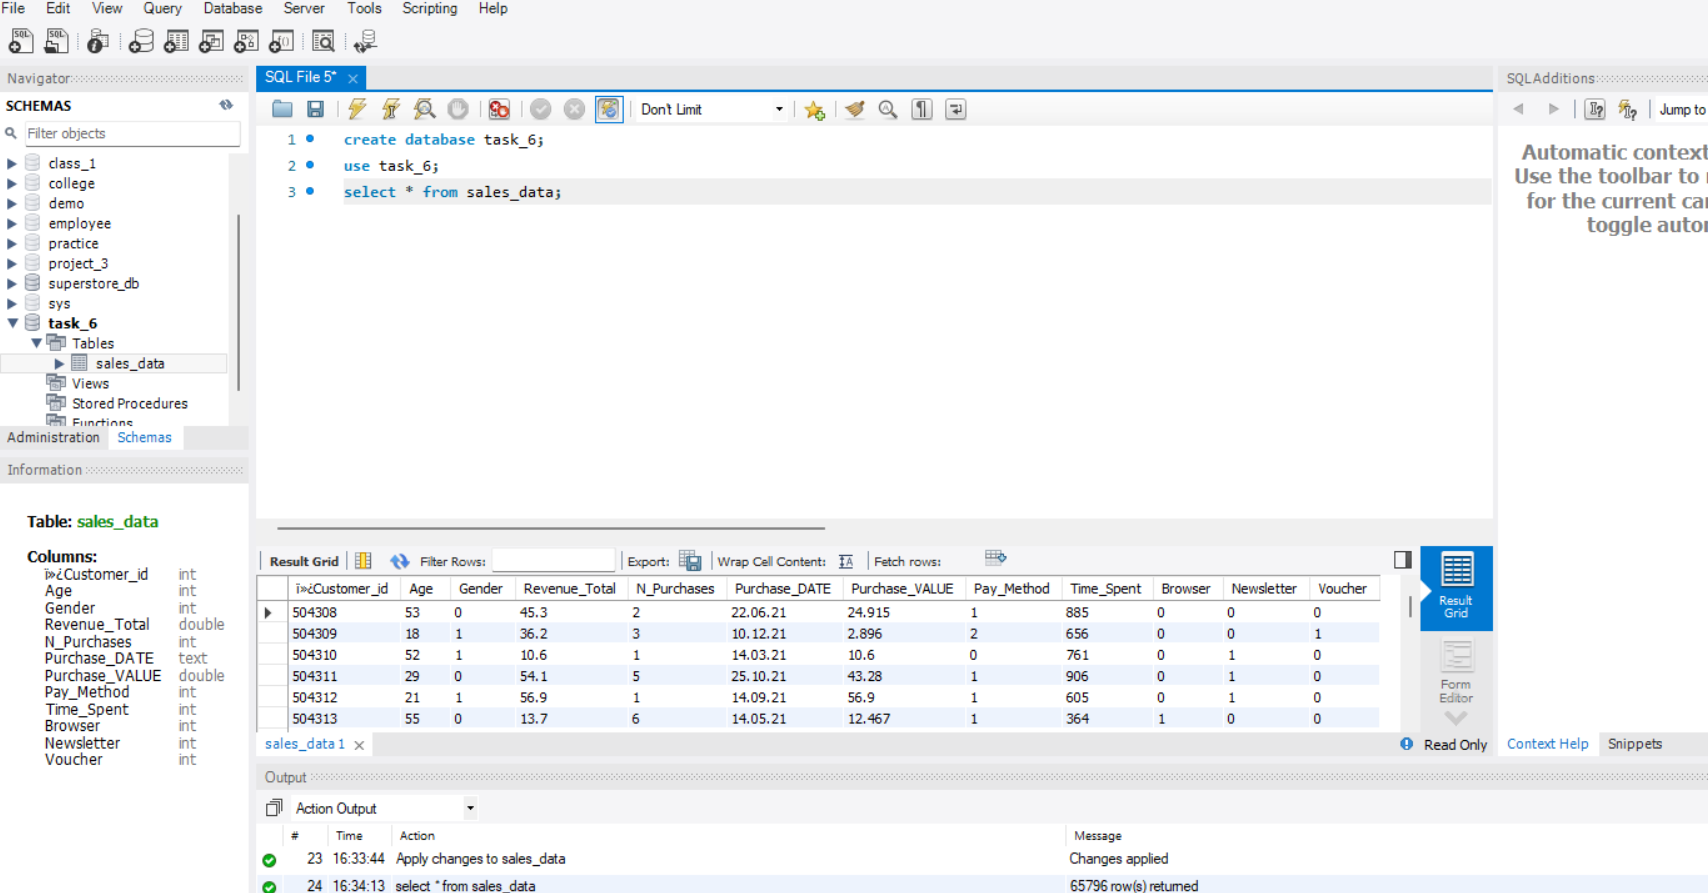 File Edit View Query Database Server Tools Scripting Help
Navigator
SCHEMAS
Filter objects
class_1
college
demo
employee
practice
project_3
superstore_db
sys
task_6
Tables
sales_data
Views
Stored Procedures
Functions
Administration Schemas
Information
Table: sales_data
Columns:
ï»¿Customer_id int
Age int
Gender int
Revenue_Total double
N_Purchases int
Purchase_DATE text
Purchase_VALUE double
Pay_Method int
Time_Spent int
Browser int
Newsletter int
Voucher int
SQL File 5*
Don't Limit
1 create database task_6;
2 use task_6;
3 select * from sales_data;
Result Grid Filter Rows: Export: Wrap Cell Content: Fetch rows:
ï»¿Customer_id Age Gender Revenue_Total N_Purchases Purchase_DATE Purchase_VALUE Pay_Method Time_Spent Browser Newsletter Voucher
504308 53 0 45.3 2 22.06.21 24.915 1 885 0 0 0
504309 18 1 36.2 3 10.12.21 2.896 2 656 0 0 1
504310 52 1 10.6 1 14.03.21 10.6 0 761 0 1 0
504311 29 0 54.1 5 25.10.21 43.28 1 906 0 1 0
504312 21 1 56.9 1 14.09.21 56.9 1 605 0 1 0
504313 55 0 13.7 6 14.05.21 12.467 1 364 1 0 0
Result
Grid
Form
Editor
sales_data 1
Read Only
Output
Action Output
# Time Action Message
23 16:33:44 Apply changes to sales_data Changes applied
24 16:34:13 select * from sales_data 65796 row(s) returned
SQLAdditions
Jump to
Automatic context
Use the toolbar to
for the current
toggle
Context Help Snippets